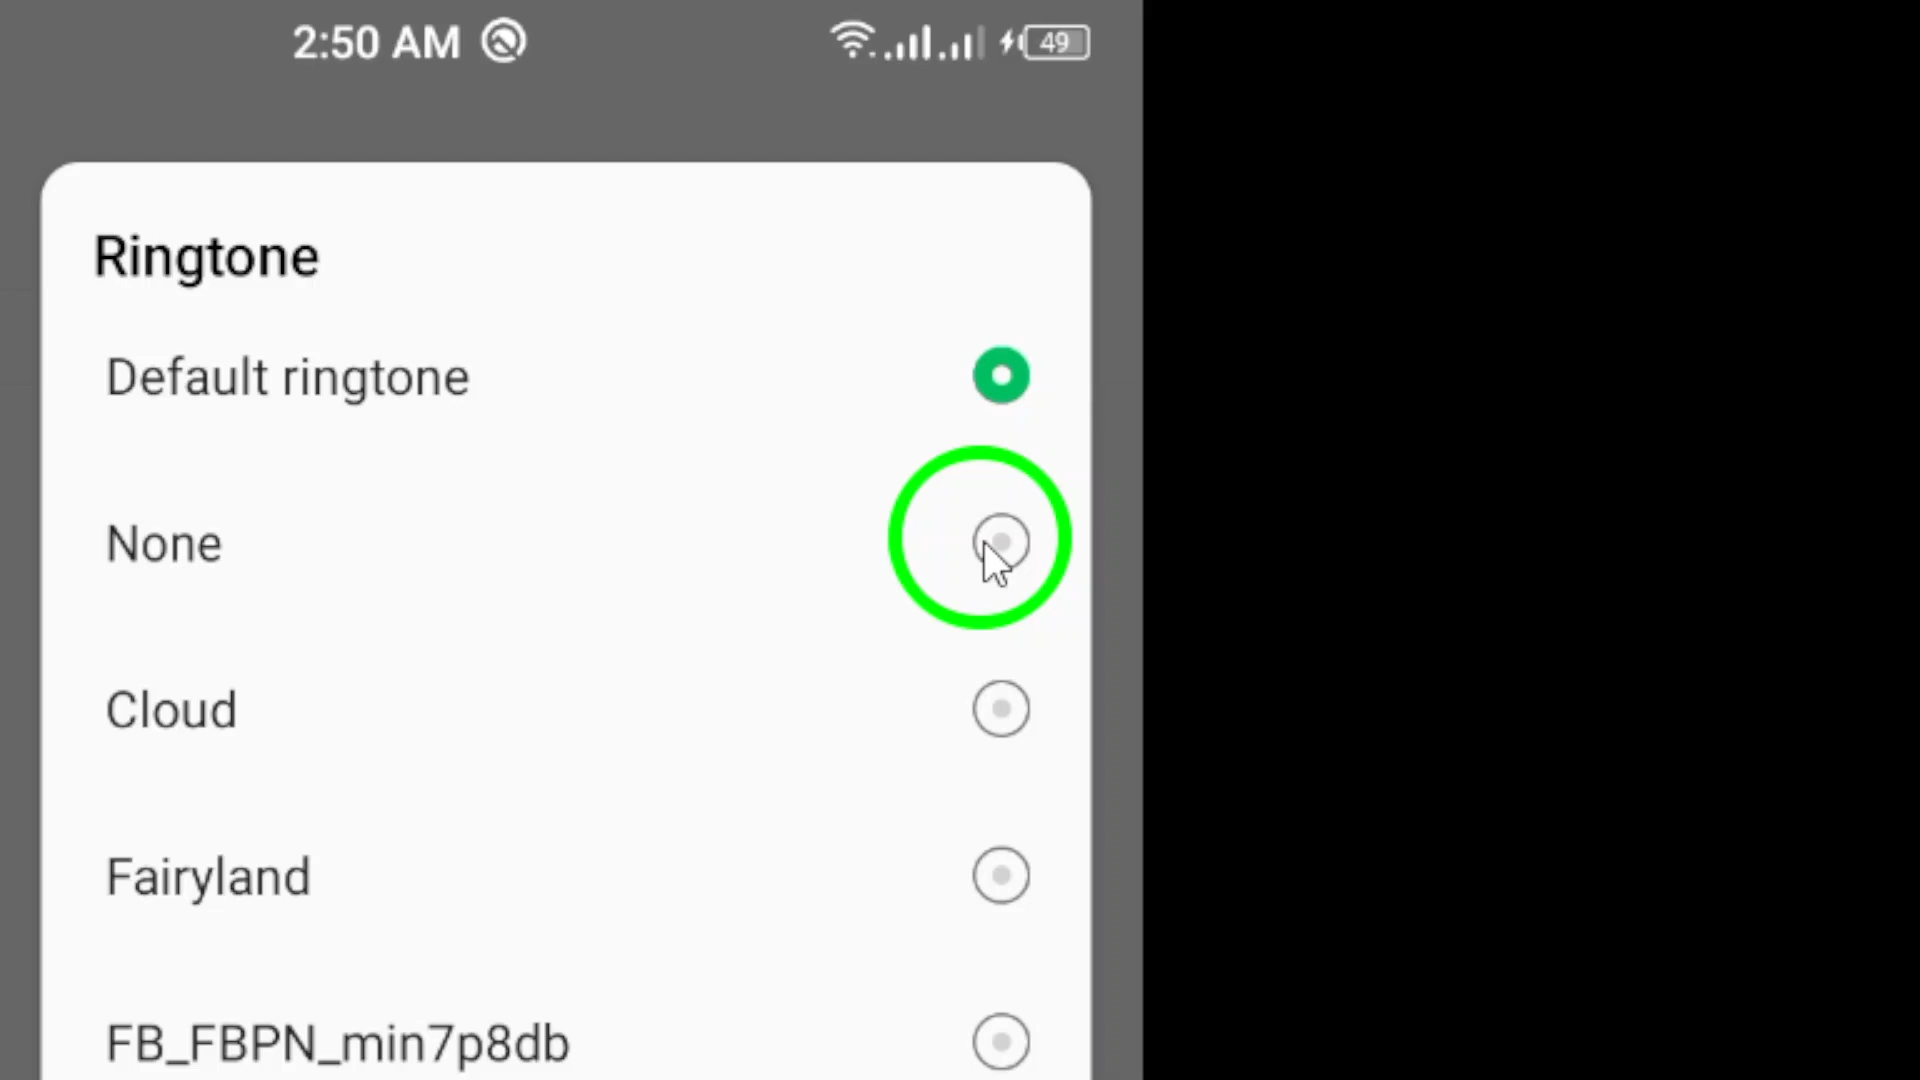 2:50 AM 49
Ringtone
Default ringtone
None
Cloud
Fairyland
FB_FBPN_min7p8db